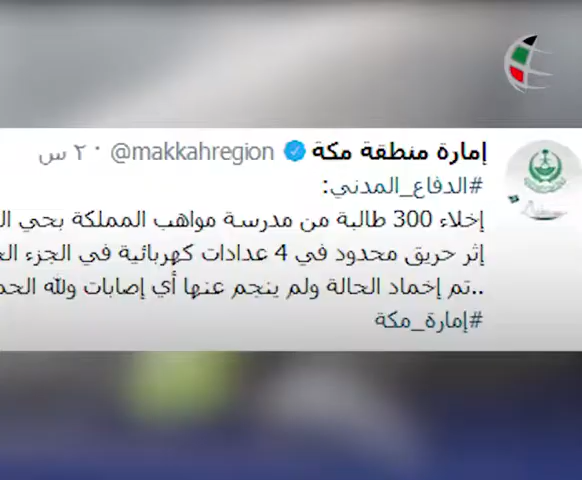 إمارة منطقة مكة @makkahregion · ٢٠ س
#الدفاع_المدني:
إخلاء 300 طالبة من مدرسة مواهب المملكة بحي
إثر حريق محدود في 4 عدادات كهربائية في الجزء
..تم إخماد الحالة ولم ينجم عنها أي إصابات ولله
#إمارة_مكة